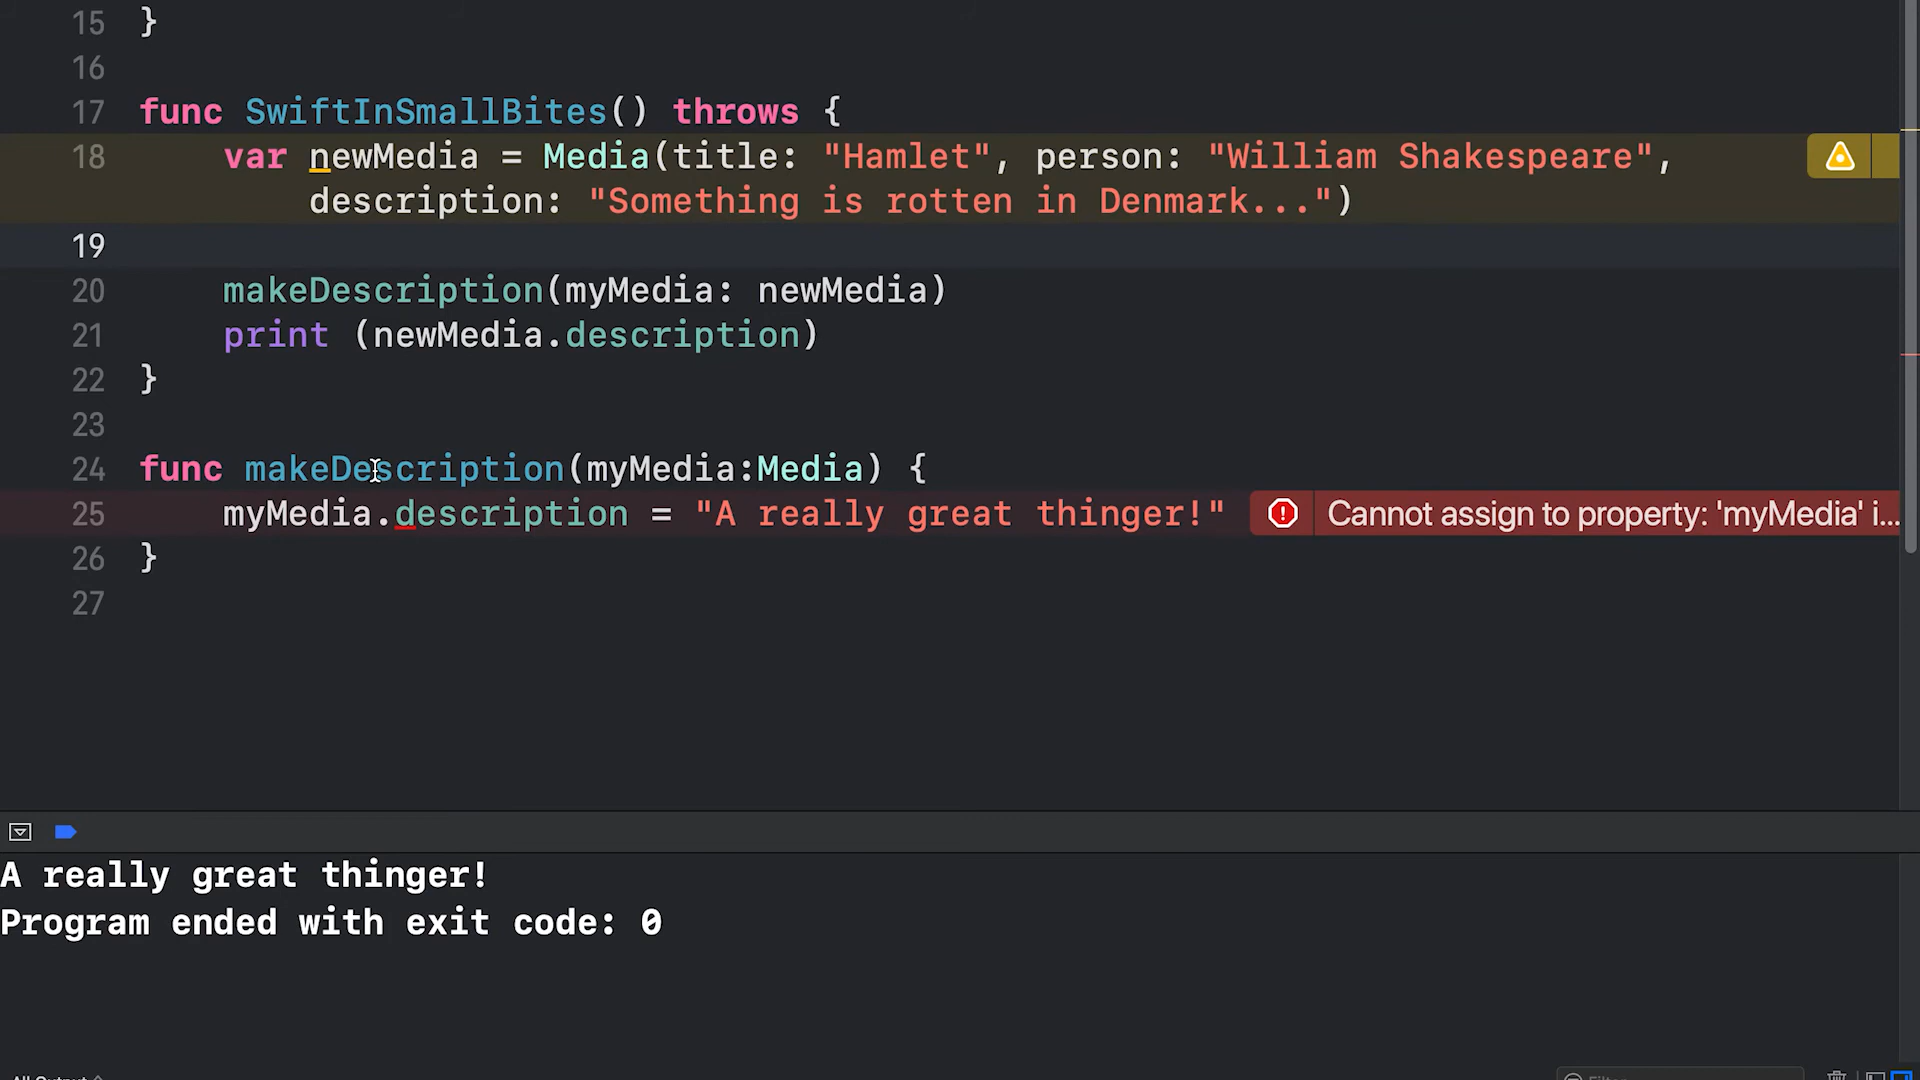 15 }
16
17 func SwiftInSmallBites() throws {
18 var newMedia = Media(title: "Hamlet", person: "William Shakespeare",
description: "Something is rotten in Denmark...")
19
20 makeDescription(myMedia: newMedia)
21 print (newMedia.description)
22 }
23
24 func makeDescription(myMedia:Media) {
25 myMedia.description = "A really great thinger!" Cannot assign to property: 'myMedia' i...
26 }
27
A really great thinger!
Program ended with exit code: 0